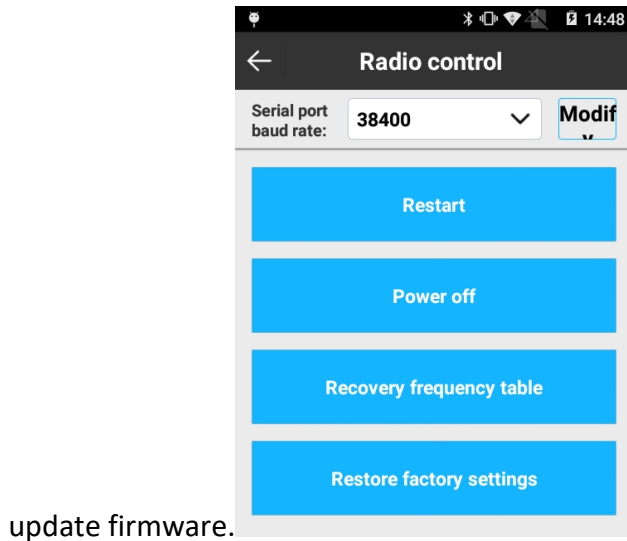 14:48
Radio control
Serial port
baud rate:
38400
Modif
y
Restart
Power off
Recovery frequency table
Restore factory settings
update firmware.